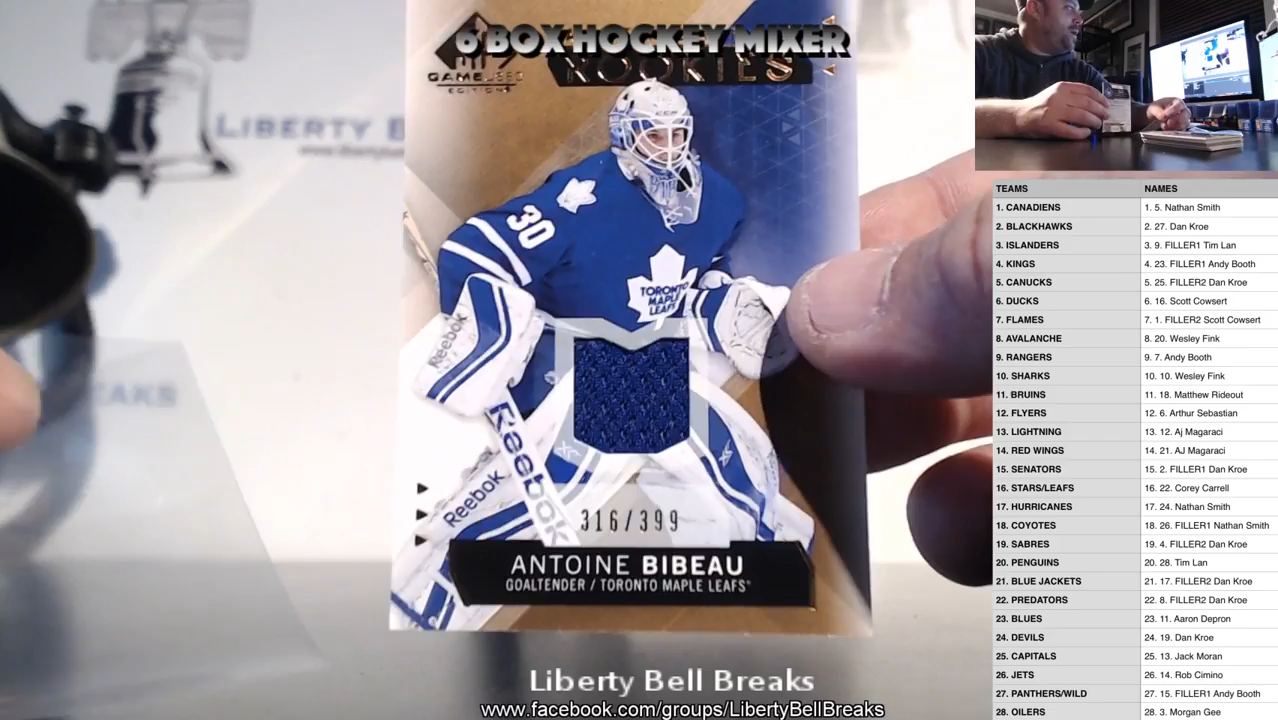 6 BOX HOCKEY MIXER
GAME USED
EDITION
ROOKIES
LIBERTY B
30
TORONTO
MAPLE
LEAFS
Reebok
Reebok
Reebok
316/399
ANTOINE BIBEAU
GOALTENDER / TORONTO MAPLE LEAFS
Liberty Bell Breaks
www.facebook.com/groups/LibertyBellBreaks
TEAMS NAMES
1. CANADIENS 1. 5. Nathan Smith
2. BLACKHAWKS 2. 27. Dan Kroe
3. ISLANDERS 3. 9. FILLER1 Tim Lan
4. KINGS 4. 23. FILLER1 Andy Booth
5. CANUCKS 5. 25. FILLER2 Dan Kroe
6. DUCKS 6. 16. Scott Cowsert
7. FLAMES 7. 1. FILLER2 Scott Cowsert
8. AVALANCHE 8. 20. Wesley Fink
9. RANGERS 9. 7. Andy Booth
10. SHARKS 10. 10. Wesley Fink
11. BRUINS 11. 18. Matthew Rideout
12. FLYERS 12. 6. Arthur Sebastian
13. LIGHTNING 13. 12. Aj Magaraci
14. RED WINGS 14. 21. AJ Magaraci
15. SENATORS 15. 2. FILLER1 Dan Kroe
16. STARS/LEAFS 16. 22. Corey Carrell
17. HURRICANES 17. 24. Nathan Smith
18. COYOTES 18. 26. FILLER1 Nathan Smith
19. SABRES 19. 4. FILLER2 Dan Kroe
20. PENGUINS 20. 28. Tim Lan
21. BLUE JACKETS 21. 17. FILLER2 Dan Kroe
22. PREDATORS 22. 8. FILLER2 Dan Kroe
23. BLUES 23. 11. Aaron Depron
24. DEVILS 24. 19. Dan Kroe
25. CAPITALS 25. 13. Jack Moran
26. JETS 26. 14. Rob Cimino
27. PANTHERS/WILD 27. 15. FILLER1 Andy Booth
28. OILERS 28. 3. Morgan Gee